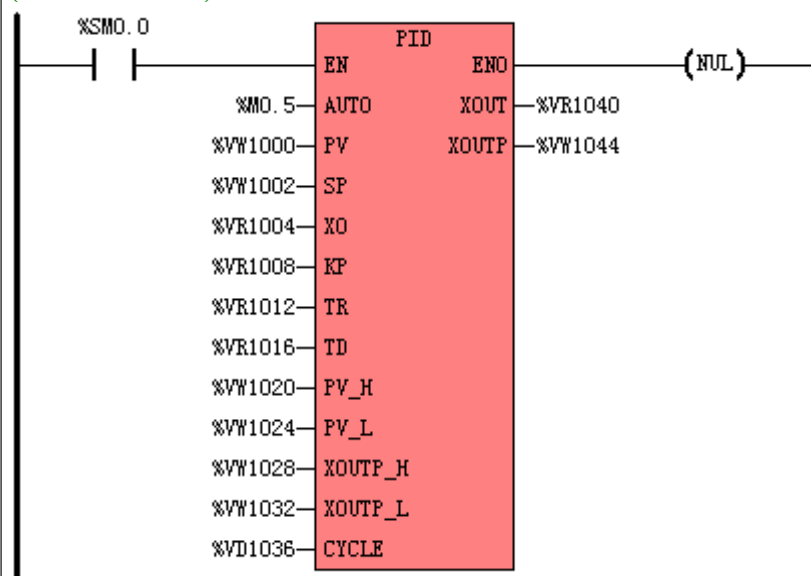 %SM0.0
PID
EN ENO (NUL)
%M0.5 AUTO XOUT %VR1040
%VW1000 PV XOUTP %VW1044
%VW1002 SP
%VR1004 XO
%VR1008 KP
%VR1012 TR
%VR1016 TD
%VW1020 PV_H
%VW1024 PV_L
%VW1028 XOUTP_H
%VW1032 XOUTP_L
%VD1036 CYCLE